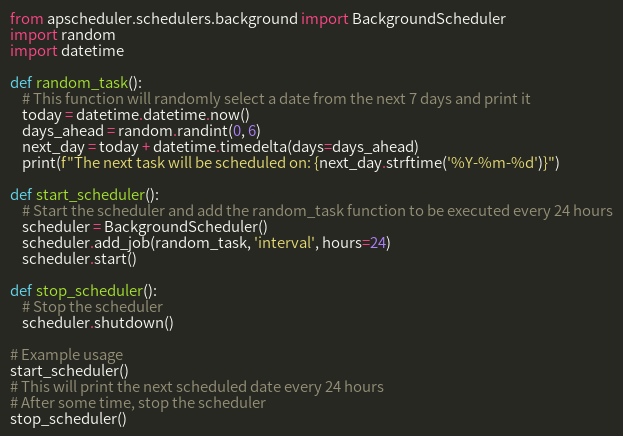 from apscheduler.schedulers.background import BackgroundScheduler
import random
import datetime

def random_task():
    # This function will randomly select a date from the next 7 days and print it
    today = datetime.datetime.now()
    days_ahead = random.randint(0, 6)
    next_day = today + datetime.timedelta(days=days_ahead)
    print(f"The next task will be scheduled on: {next_day.strftime('%Y-%m-%d')}")

def start_scheduler():
    # Start the scheduler and add the random_task function to be executed every 24 hours
    scheduler = BackgroundScheduler()
    scheduler.add_job(random_task, 'interval', hours=24)
    scheduler.start()

def stop_scheduler():
    # Stop the scheduler
    scheduler.shutdown()

# Example usage
start_scheduler()
# This will print the next scheduled date every 24 hours
# After some time, stop the scheduler
stop_scheduler()